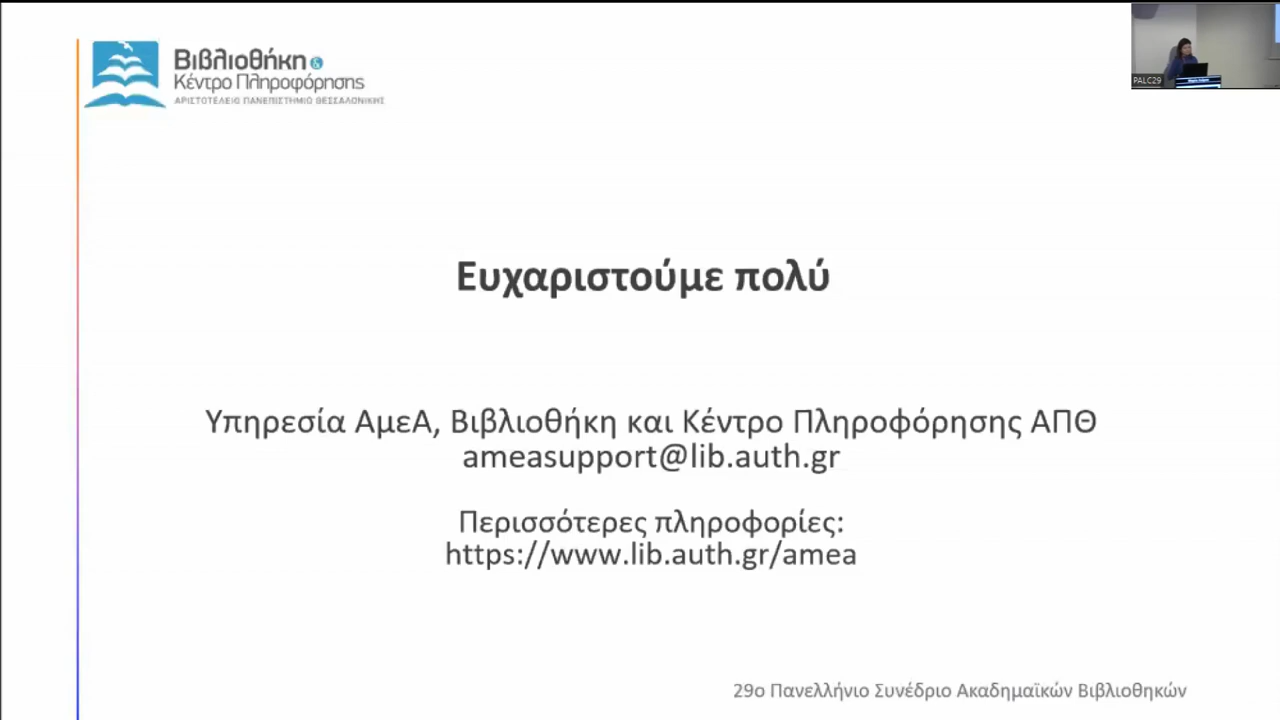 Βιβλιοθήκη &
Κέντρο Πληροφόρησης
ΑΡΙΣΤΟΤΕΛΕΙΟ ΠΑΝΕΠΙΣΤΗΜΙΟ ΘΕΣΣΑΛΟΝΙΚΗΣ
PALC29
Ευχαριστούμε πολύ
Υπηρεσία ΑμεΑ, Βιβλιοθήκη και Κέντρο Πληροφόρησης ΑΠΘ
ameasupport@lib.auth.gr
Περισσότερες πληροφορίες:
https://www.lib.auth.gr/amea
29ο Πανελλήνιο Συνέδριο Ακαδημαϊκών Βιβλιοθηκών